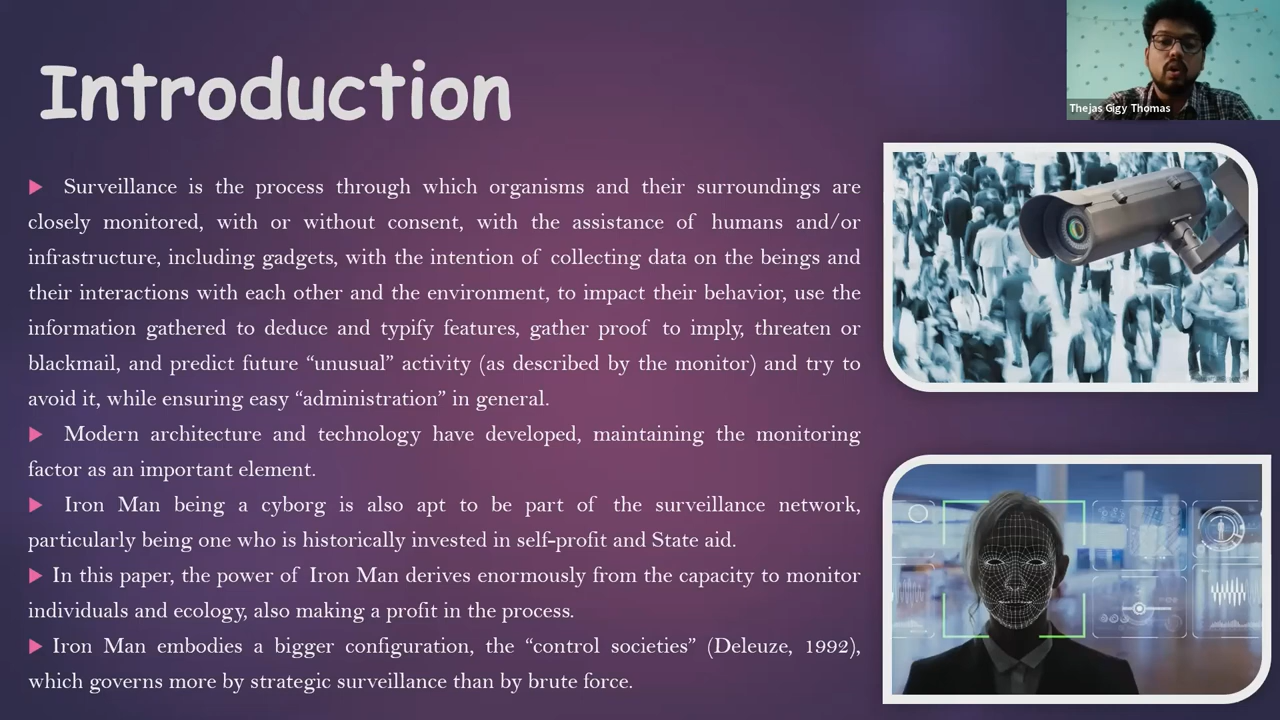 Introduction
Thejas Gigy Thomas
Surveillance is the process through which organisms and their surroundings are
closely monitored, with or without consent, with the assistance of humans and/or
infrastructure, including gadgets, with the intention of collecting data on the beings and
their interactions with each other and the environment, to impact their behavior, use the
information gathered to deduce and typify features, gather proof to imply, threaten or
blackmail, and predict future “unusual” activity (as described by the monitor) and try to
avoid it, while ensuring easy “administration” in general.
Modern architecture and technology have developed, maintaining the monitoring
factor as an important element.
Iron Man being a cyborg is also apt to be part of the surveillance network,
particularly being one who is historically invested in self-profit and State aid.
In this paper, the power of Iron Man derives enormously from the capacity to monitor
individuals and ecology, also making a profit in the process.
Iron Man embodies a bigger configuration, the “control societies” (Deleuze, 1992),
which governs more by strategic surveillance than by brute force.